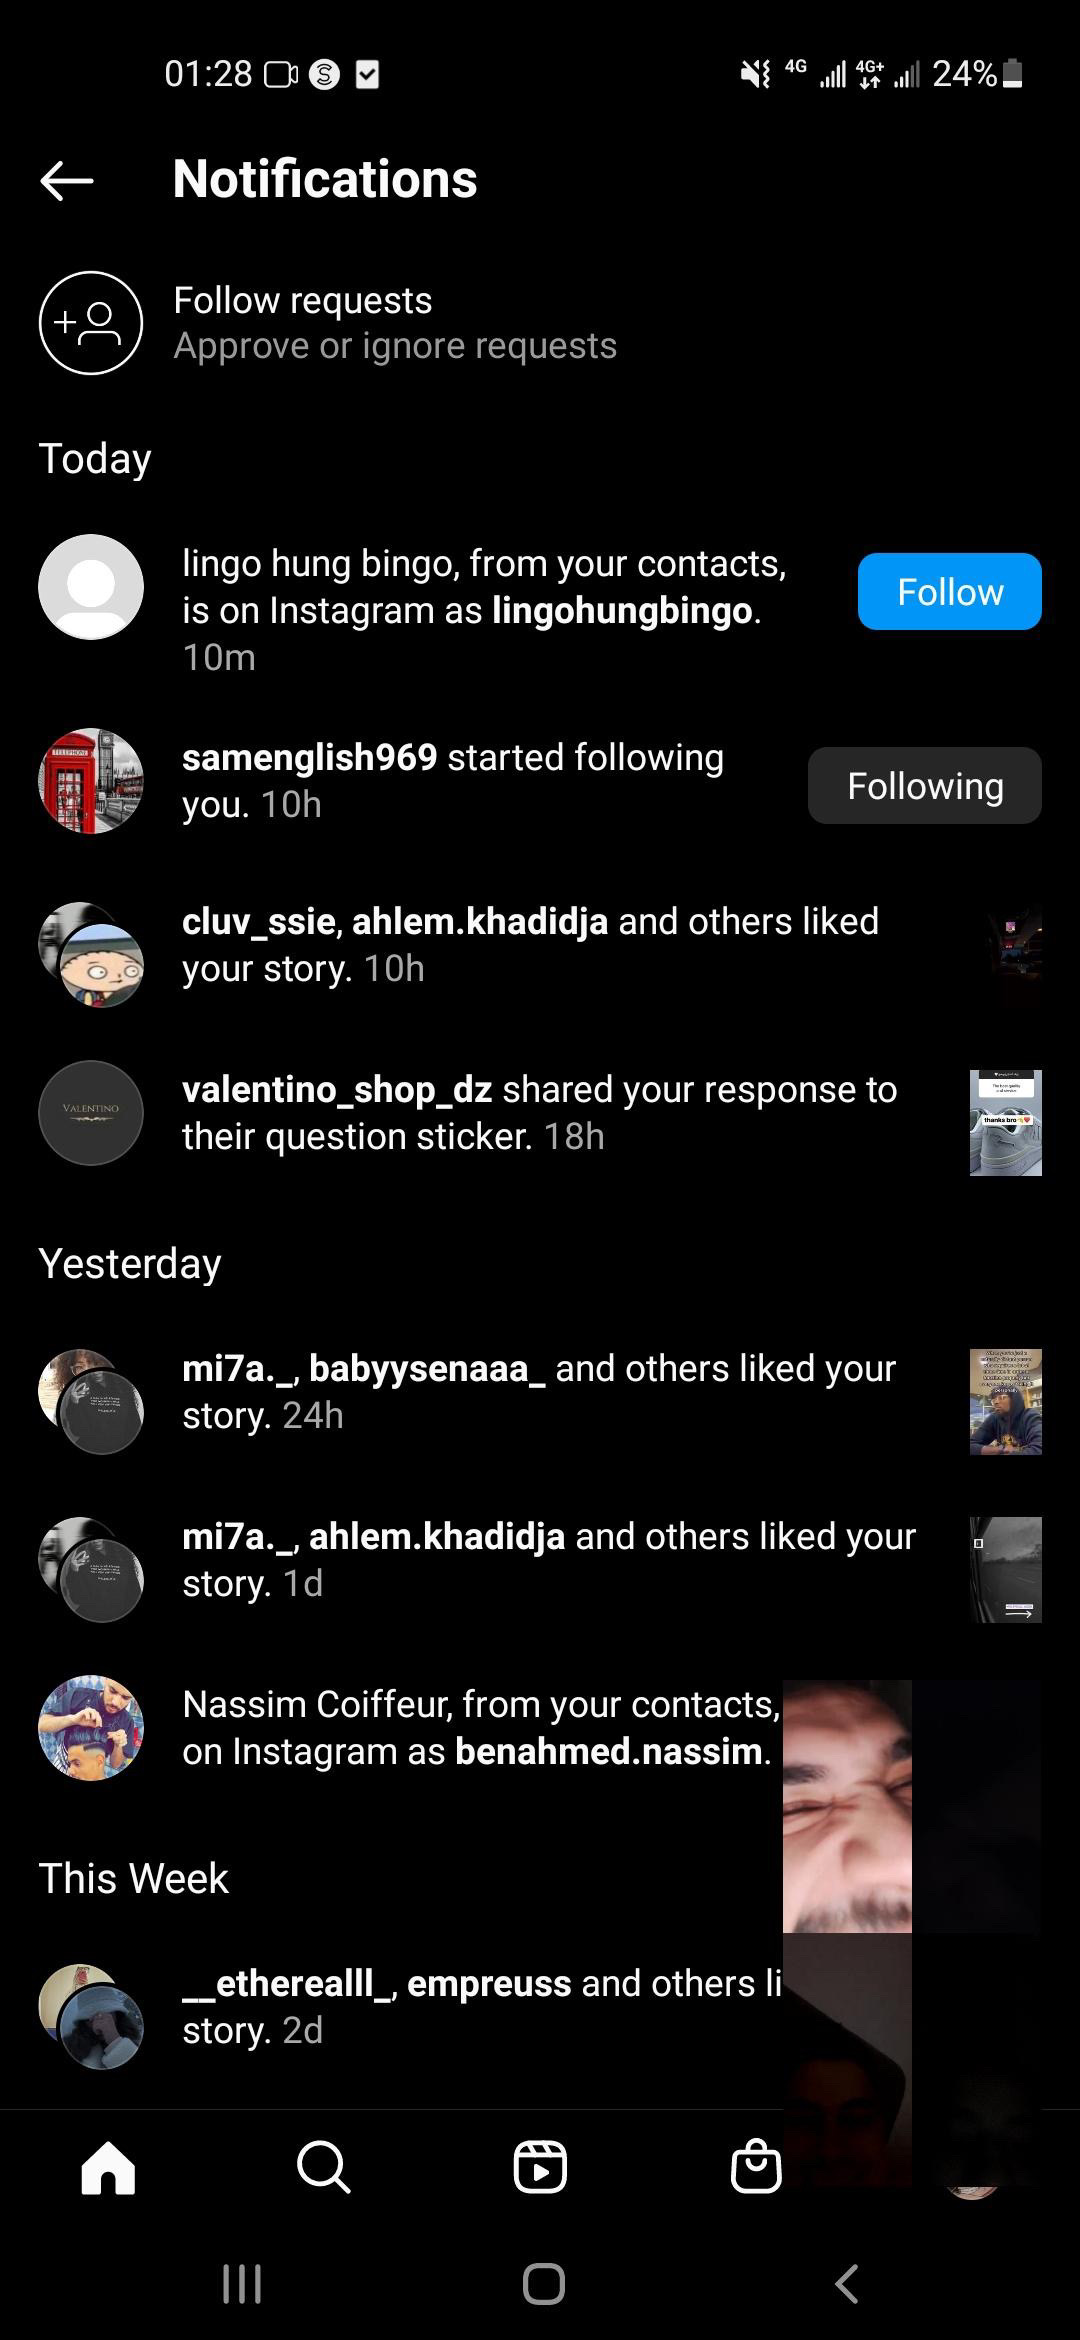 01:28 4G 4G+ 24%
Notifications
Follow requests
Approve or ignore requests
Today
lingo hung bingo, from your contacts,
is on Instagram as lingohungbingo.
10m
Follow
TELEPHONE
samenglish969 started following
you. 10h
Following
cluv_ssie, ahlem.khadidja and others liked
your story. 10h
VALENTINO
valentino_shop_dz shared your response to
their question sticker. 18h
thanks bro
Yesterday
mi7a._, babyysenaaa_ and others liked your
story. 24h
mi7a._, ahlem.khadidja and others liked your
story. 1d
Nassim Coiffeur, from your contacts,
on Instagram as benahmed.nassim.
This Week
__etherealll_, empreuss and others li
story. 2d